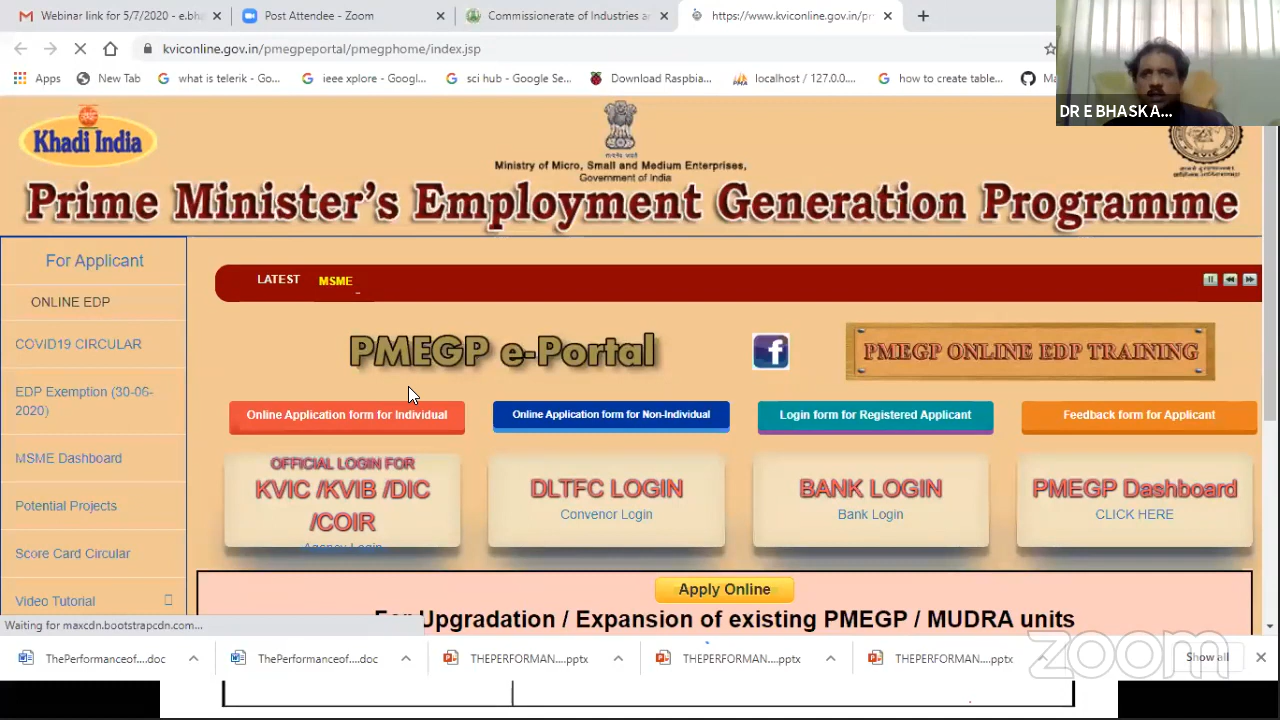 Webinar link for 5/7/2020 - e.bha
Post Attendee - Zoom
Commissionerate of Industries a
https://www.kviconline.gov.in/pr
kviconline.gov.in/pmegpeportal/pmegphome/index.jsp
Apps
New Tab
what is telerik - Go...
ieee xplore - Googl...
sci hub - Google Se...
Download Raspbia...
localhost / 127.0.0....
how to create table...
Ma
DR E BHASK A...
Khadi India
Ministry of Micro, Small and Medium Enterprises,
Government of India
Prime Minister's Employment Generation Programme
For Applicant
ONLINE EDP
COVID19 CIRCULAR
EDP Exemption (30-06-
2020)
MSME Dashboard
Potential Projects
Score Card Circular
Video Tutorial
LATEST
MSME
PMEGP e-Portal
f
PMEGP ONLINE EDP TRAINING
Online Application form for Individual
Online Application form for Non-Individual
Login form for Registered Applicant
Feedback form for Applicant
OFFICIAL LOGIN FOR
KVIC /KVIB /DIC
/COIR
Agency Login
DLTFC LOGIN
Convenor Login
BANK LOGIN
Bank Login
PMEGP Dashboard
CLICK HERE
Apply Online
For Upgradation / Expansion of existing PMEGP / MUDRA units
Waiting for maxcdn.bootstrapcdn.com...
ThePerformanceof....doc
ThePerformanceof....doc
THEPERFORMAN....pptx
THEPERFORMAN....pptx
THEPERFORMAN....pptx
Show all
zoom